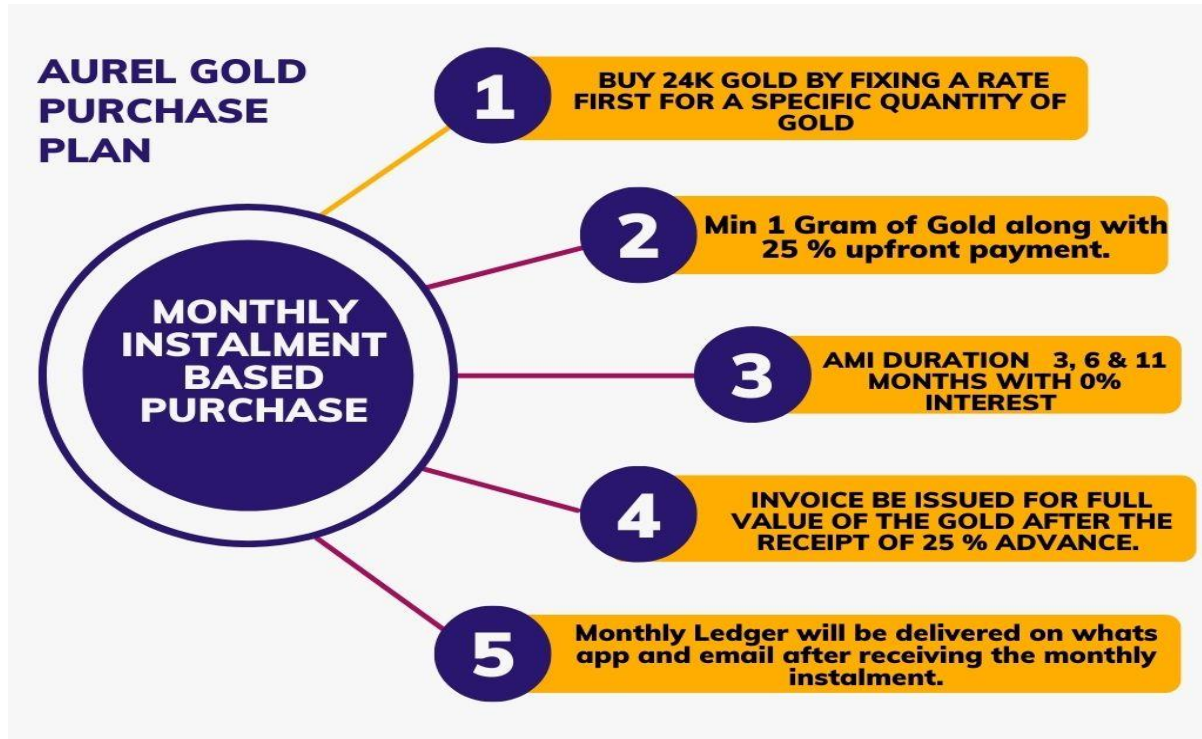 AUREL GOLD
PURCHASE
PLAN
MONTHLY
INSTALMENT
BASED
PURCHASE
1
BUY 24K GOLD BY FIXING A RATE
FIRST FOR A SPECIFIC QUANTITY OF
GOLD
2
Min 1 Gram of Gold along with
25 % upfront payment.
3
AMI DURATION 3, 6 & 11
MONTHS WITH 0%
INTEREST
4
INVOICE BE ISSUED FOR FULL
VALUE OF THE GOLD AFTER THE
RECEIPT OF 25 % ADVANCE.
5
Monthly Ledger will be delivered on whats
app and email after receiving the monthly
instalment.